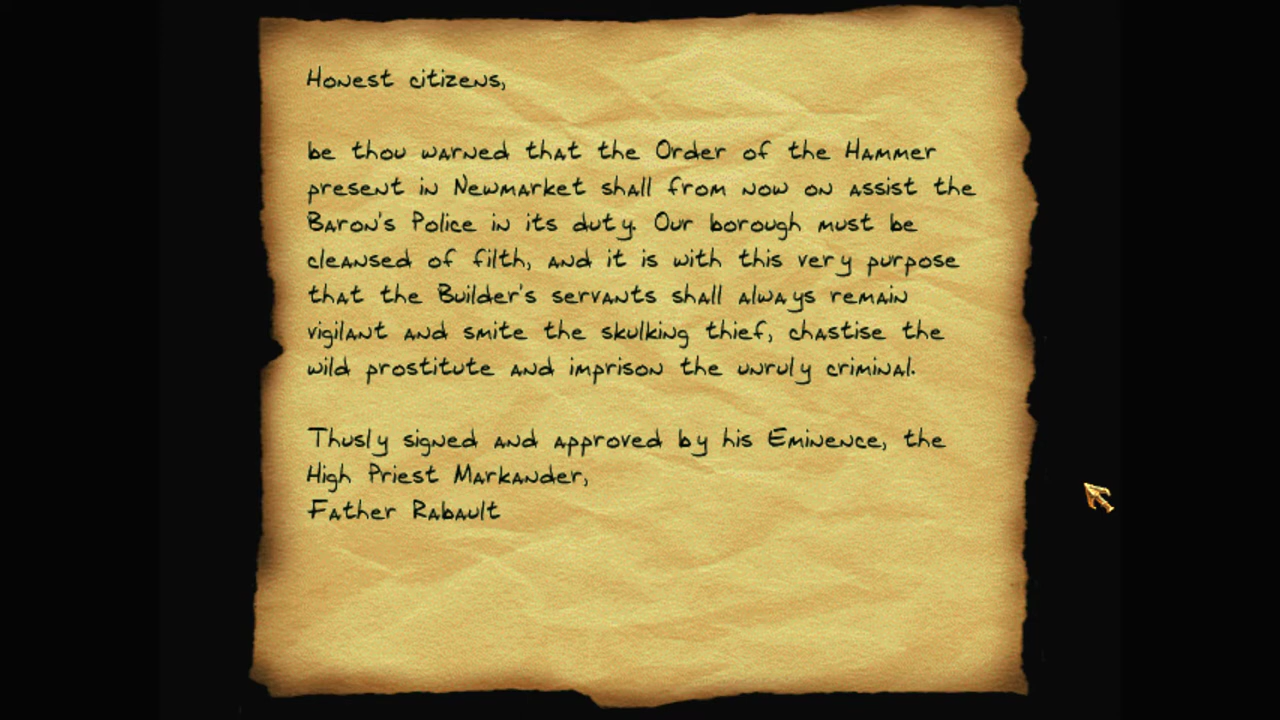 Honest citizens,
be thou warned that the Order of the Hammer
present in Newmarket shall from now on assist the
Baron's Police in its duty. Our borough must be
cleansed of filth, and it is with this very purpose
that the Builder's servants shall always remain
vigilant and smite the skulking thief, chastise the
wild prostitute and imprison the unruly criminal.
Thusly signed and approved by his Eminence, the
High Priest Markander,
Father Rabault